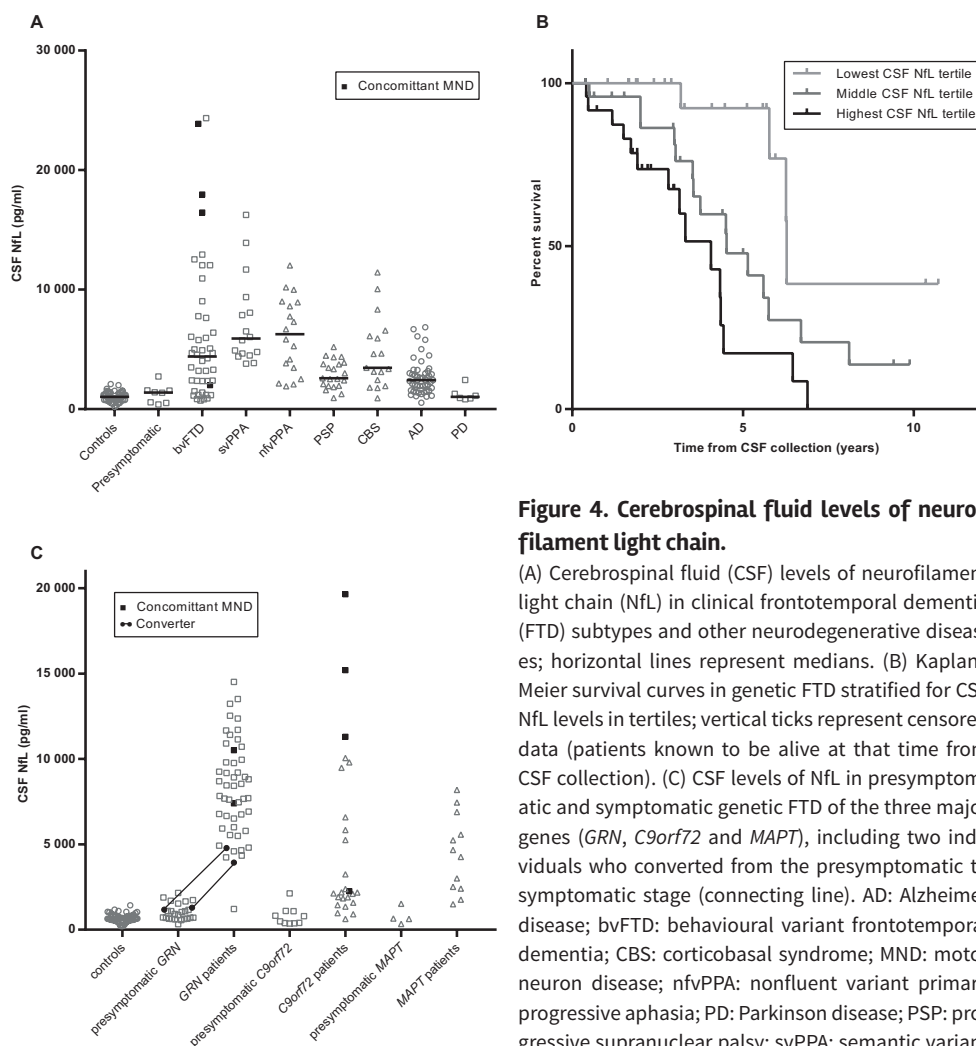 A
30 000
20 000
10 000
0
CSF NfL (pg/ml)
Concomittant MND
Controls
Presymptomatic
bvFTD
svPPA
nfvPPA
PSP
CBS
AD
PD
B
100
50
0
Percent survival
Lowest CSF NfL tertile
Middle CSF NfL tertile
Highest CSF NfL tertile
0
5
10
Time from CSF collection (years)
C
20 000
15 000
10 000
5 000
0
CSF NfL (pg/ml)
Concomittant MND
Converter
controls
presymptomatic GRN
GRN patients
presymptomatic C9orf72
C9orf72 patients
presymptomatic MAPT
MAPT patients
Figure 4. Cerebrospinal fluid levels of neuro
filament light chain.
(A) Cerebrospinal fluid (CSF) levels of neurofilamen
light chain (NfL) in clinical frontotemporal dementi
(FTD) subtypes and other neurodegenerative diseas
es; horizontal lines represent medians. (B) Kaplan
Meier survival curves in genetic FTD stratified for CS
NfL levels in tertiles; vertical ticks represent censore
data (patients known to be alive at that time from
CSF collection). (C) CSF levels of NfL in presymptom
atic and symptomatic genetic FTD of the three majo
genes (GRN, C9orf72 and MAPT), including two ind
viduals who converted from the presymptomatic t
symptomatic stage (connecting line). AD: Alzheime
disease; bvFTD: behavioural variant frontotempora
dementia; CBS: corticobasal syndrome; MND: moto
neuron disease; nfvPPA: nonfluent variant primar
progressive aphasia; PD: Parkinson disease; PSP: pro
gressive supranuclear palsy; svPPA: semantic varian